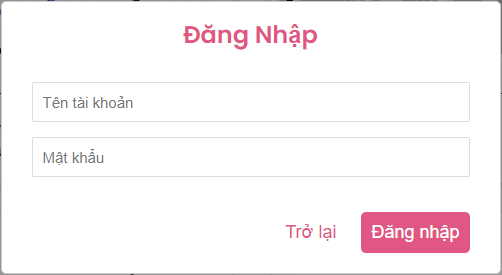 Đăng Nhập
Tên tài khoản
Mật khẩu
Trở lại Đăng nhập